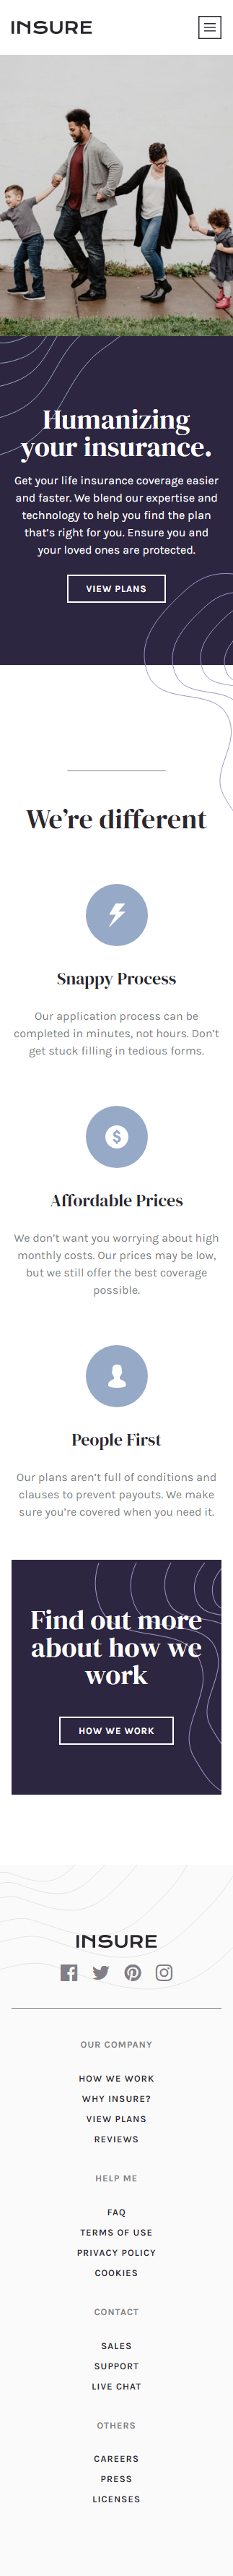 INSURE
Humanizing
your insurance.
Get your life insurance coverage easier
and faster. We blend our expertise and
technology to help you find the plan
that’s right for you. Ensure you and
your loved ones are protected.
VIEW PLANS
We’re different
Snappy Process
Our application process can be
completed in minutes, not hours. Don’t
get stuck filling in tedious forms.
Affordable Prices
We don’t want you worrying about high
monthly costs. Our prices may be low,
but we still offer the best coverage
possible.
People First
Our plans aren’t full of conditions and
clauses to prevent payouts. We make
sure you’re covered when you need it.
Find out more
about how we
work
HOW WE WORK
INSURE
OUR COMPANY
HOW WE WORK
WHY INSURE?
VIEW PLANS
REVIEWS
HELP ME
FAQ
TERMS OF USE
PRIVACY POLICY
COOKIES
CONTACT
SALES
SUPPORT
LIVE CHAT
OTHERS
CAREERS
PRESS
LICENSES